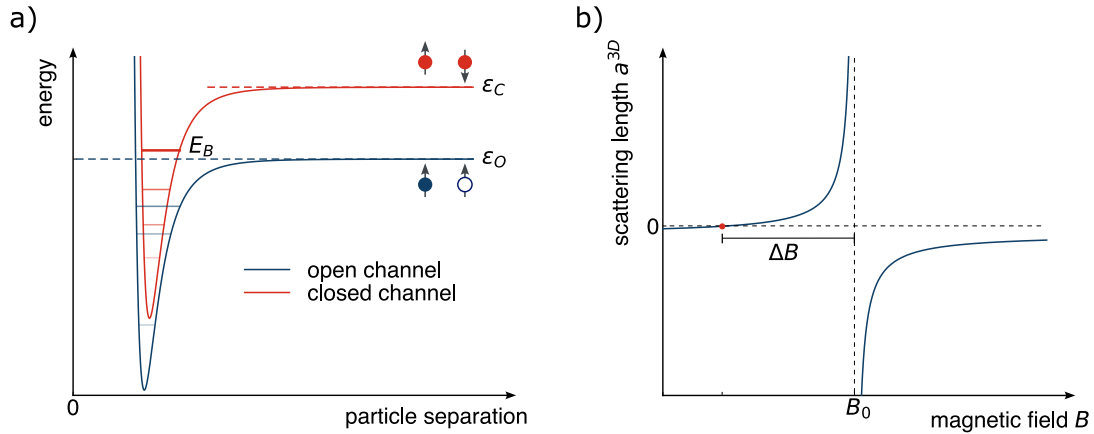 a)
energy
ε_C
E_B
ε_O
open channel
closed channel
0
particle separation
b)
scattering length a^{3D}
0
ΔB
B_0
magnetic field B